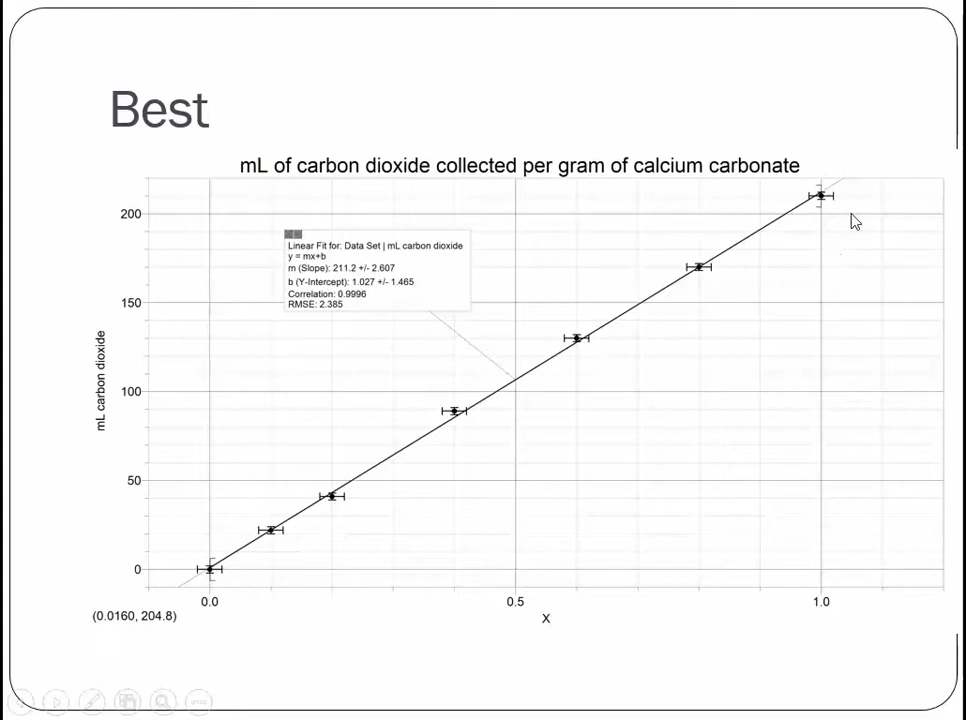 Best
mL of carbon dioxide collected per gram of calcium carbonate
200
150
100
50
0
mL carbon dioxide
Linear Fit for: Data Set | mL carbon dioxide
y = mx+b
m (Slope): 211.2 +/- 2.607
b (Y-Intercept): 1.027 +/- 1.465
Correlation: 0.9996
RMSE: 2.385
0.0
0.5
1.0
X
(0.0160, 204.8)